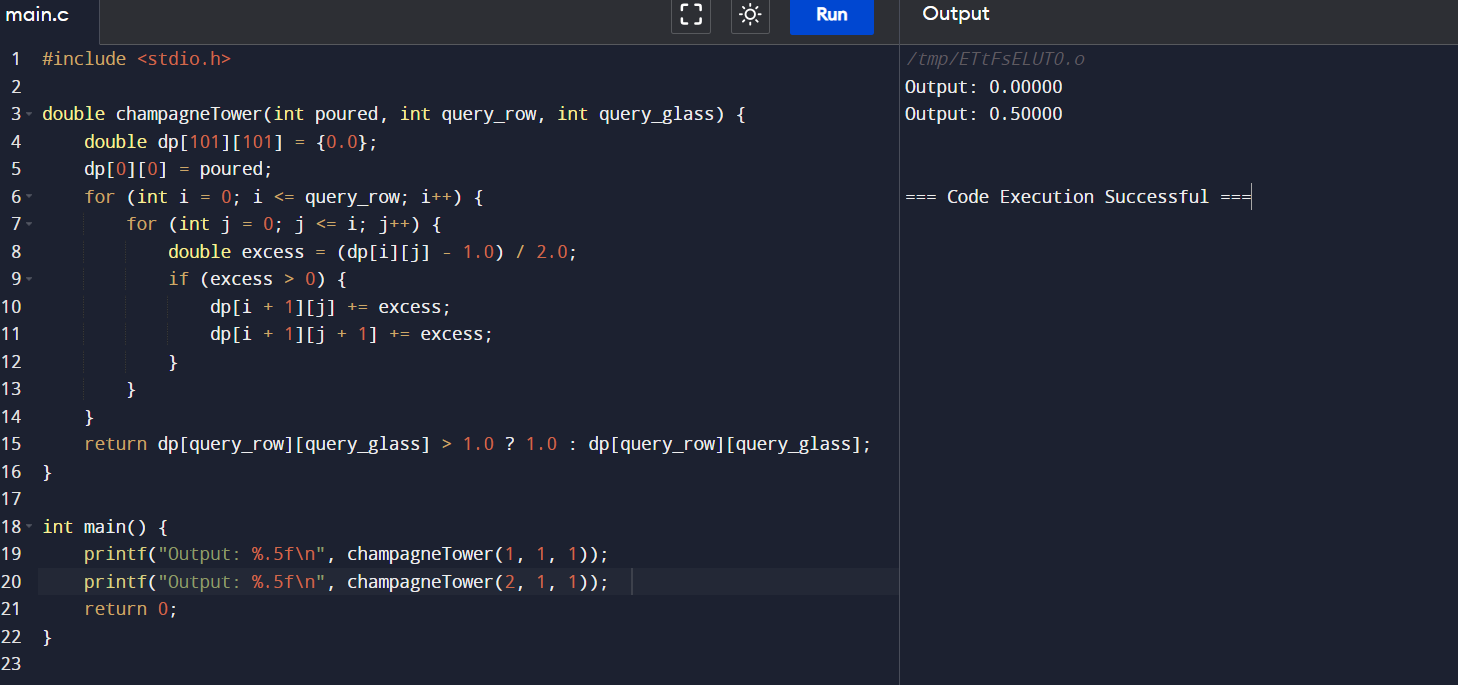 main.c
Run
Output
1 #include <stdio.h>
2
3 double champagneTower(int poured, int query_row, int query_glass) {
4     double dp[101][101] = {0.0};
5     dp[0][0] = poured;
6     for (int i = 0; i <= query_row; i++) {
7         for (int j = 0; j <= i; j++) {
8             double excess = (dp[i][j] - 1.0) / 2.0;
9             if (excess > 0) {
10                 dp[i + 1][j] += excess;
11                 dp[i + 1][j + 1] += excess;
12             }
13         }
14     }
15     return dp[query_row][query_glass] > 1.0 ? 1.0 : dp[query_row][query_glass];
16 }
17
18 int main() {
19     printf("Output: %.5f\n", champagneTower(1, 1, 1));
20     printf("Output: %.5f\n", champagneTower(2, 1, 1));
21     return 0;
22 }
23
/tmp/ETtFsELUTO.o
Output: 0.00000
Output: 0.50000
=== Code Execution Successful ===